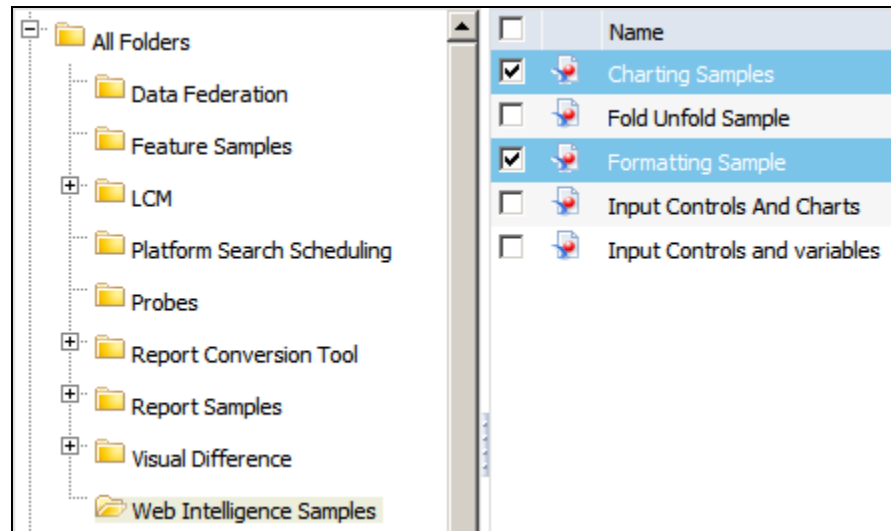 All Folders
Data Federation
Feature Samples
LCM
Platform Search Scheduling
Probes
Report Conversion Tool
Report Samples
Visual Difference
Web Intelligence Samples
Name
Charting Samples
Fold Unfold Sample
Formatting Sample
Input Controls And Charts
Input Controls and variables